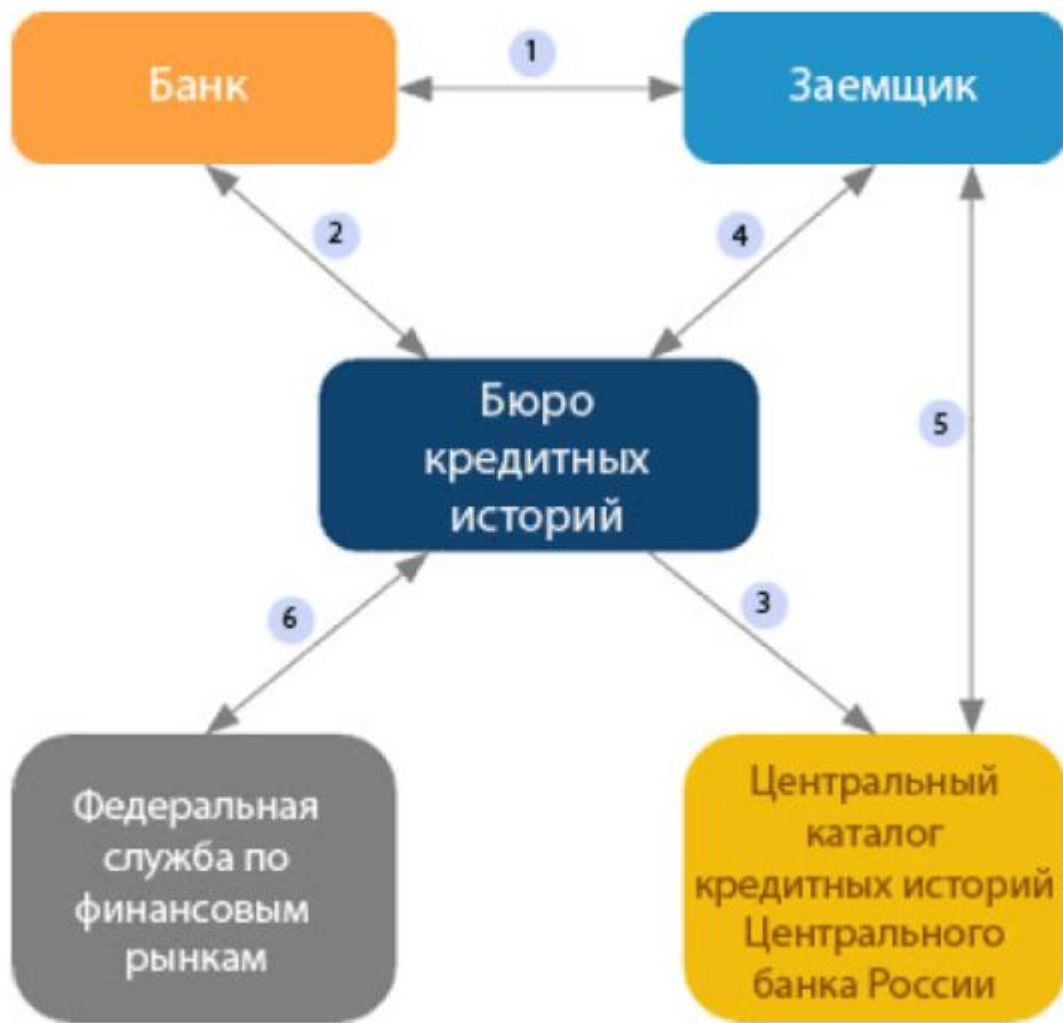 Банк
1
Заемщик
2
4
Бюро
кредитных
историй
5
6
3
Федеральная
служба по
финансовым
рынкам
Центральный
каталог
кредитных историй
Центрального
банка России